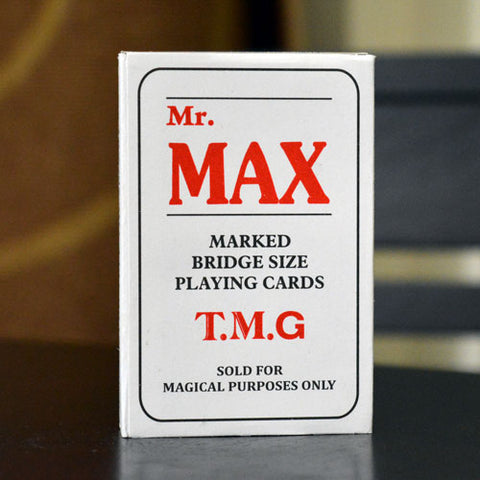 Mr.
MAX
MARKED
BRIDGE SIZE
PLAYING CARDS
T.M.G
SOLD FOR
MAGICAL PURPOSES ONLY